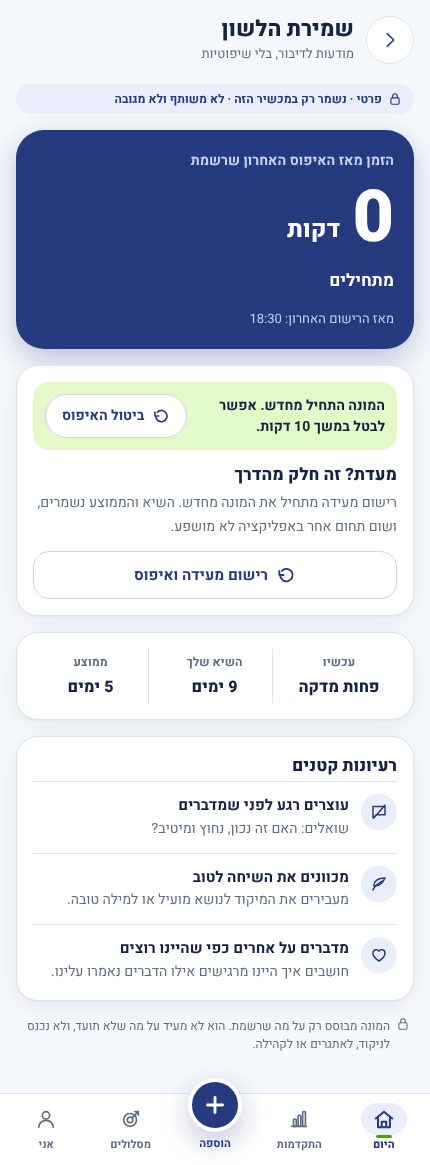 שמירת הלשון
מודעות לדיבור, בלי שיפוטיות
פרטי · נשמר רק במכשיר הזה · לא משותף ולא מגובה
הזמן מאז האיפוס האחרון שרשמת
0 דקות
מתחילים
מאז הרישום האחרון: 18:30
המונה התחיל מחדש. אפשר
לבטל במשך 10 דקות.
ביטול האיפוס
מעדת? זה חלק מהדרך
רישום מעידה מתחיל את המונה מחדש. השיא והממוצע נשמרים,
ושום תחום אחר באפליקציה לא מושפע.
רישום מעידה ואיפוס
עכשיו
פחות מדקה
השיא שלך
9 ימים
ממוצע
5 ימים
רעיונות קטנים
עוצרים רגע לפני שמדברים
שואלים: האם זה נכון, נחוץ ומיטיב?
מכוונים את השיחה לטוב
מעבירים את המיקוד לנושא מועיל או למילה טובה.
מדברים על אחרים כפי שהיינו רוצים
חושבים איך היינו מרגישים אילו הדברים נאמרו עלינו.
המונה מבוסס רק על מה שרשמת. הוא לא מעיד על מה שלא תועד, ולא נכנס
לניקוד, לאתגרים או לקהילה.
היום
התקדמות
הוספה
מסלולים
אני